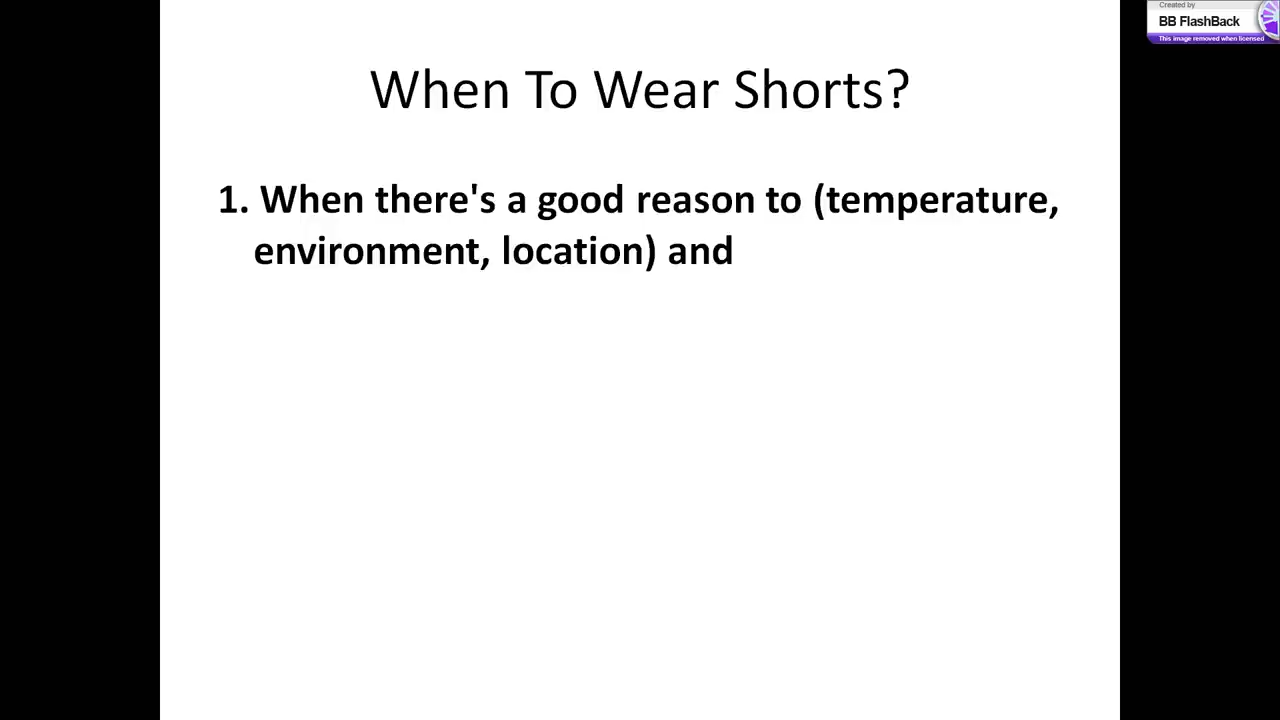 Created by
BB FlashBack
This image removed when licensed
When To Wear Shorts?
1. When there's a good reason to (temperature,
environment, location) and